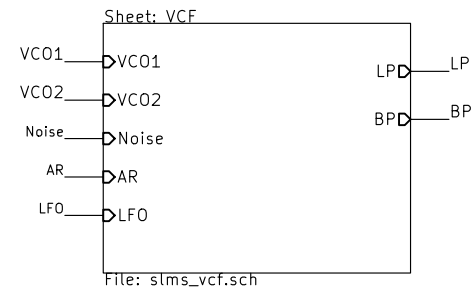 Sheet: VCF
VCO1 VCO1 LP LP
VCO2 VCO2 BP BP
Noise Noise
AR AR
LFO LFO
File: slms_vcf.sch